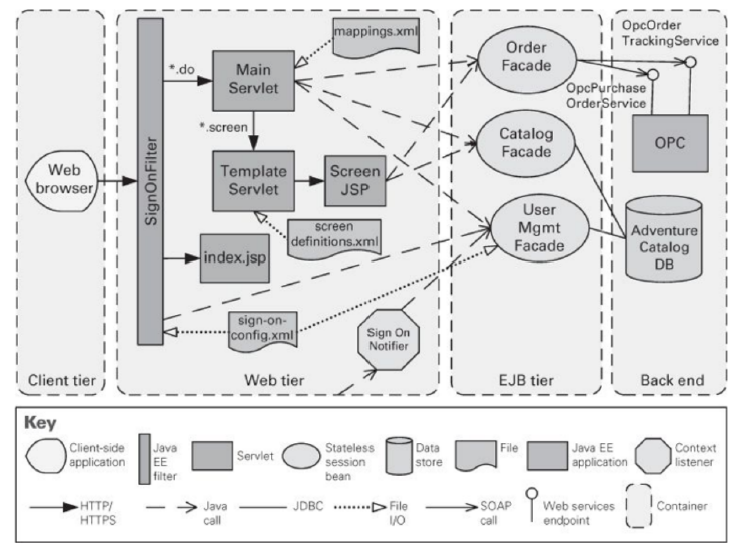 mappings.xml
OpcOrder
TrackingService
*.do
Main
Servlet
Order
Facade
OpcPurchase
OrderService
*.screen
Catalog
Facade
OPC
Web
browser
SignOnFilter
Template
Servlet
Screen
JSP
User
Mgmt
Facade
Adventure
Catalog
DB
screen
definitions.xml
index.jsp
sign-on-
config.xml
Sign On
Notifier
Client tier
Web tier
EJB tier
Back end
Key
Client-side
application
Java
EE
filter
Servlet
Stateless
session
bean
Data
store
File
Java EE
application
Context
listener
HTTP/
HTTPS
Java
call
JDBC
File
I/O
SOAP
call
Web services
endpoint
Container